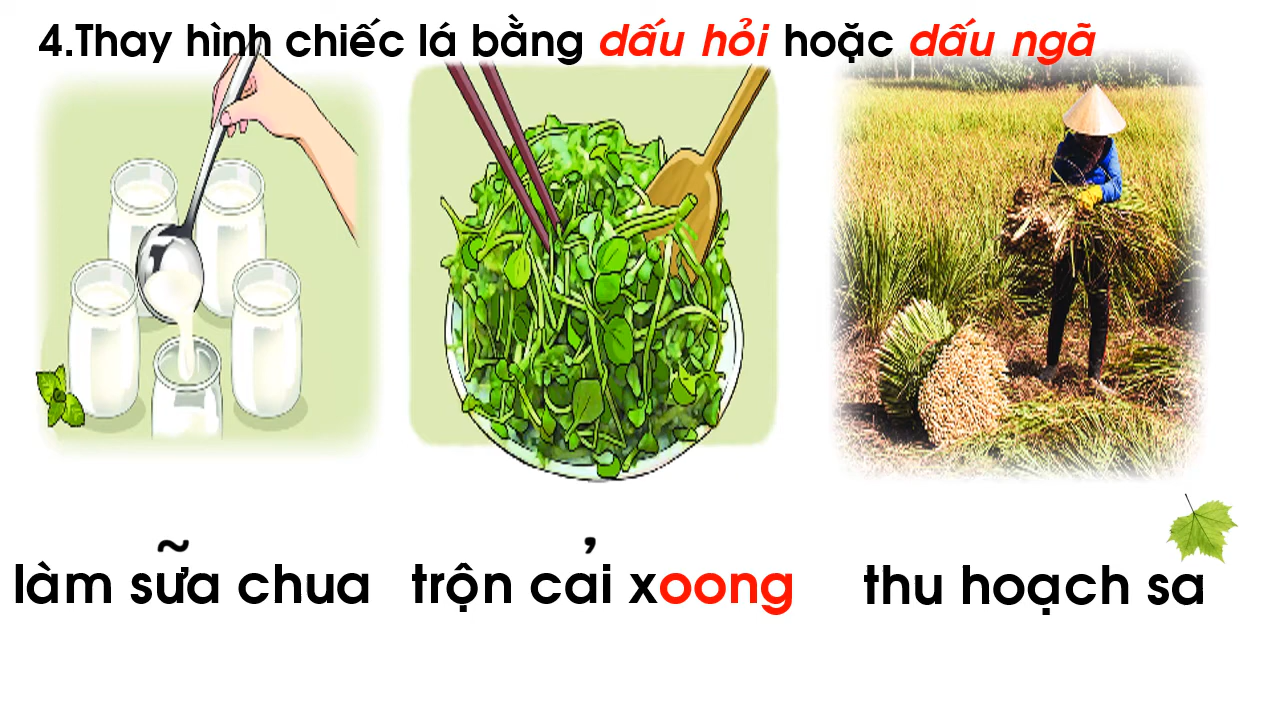 4.Thay hình chiếc lá bằng dấu hỏi hoặc dấu ngã
làm sữa chua trộn cải xoong thu hoạch sa